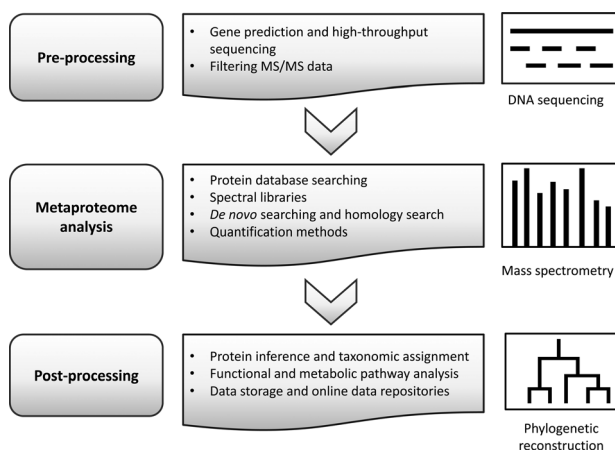 Pre-processing
• Gene prediction and high-throughput
sequencing
• Filtering MS/MS data
DNA sequencing
Metaproteome
analysis
• Protein database searching
• Spectral libraries
• De novo searching and homology search
• Quantification methods
Mass spectrometry
Post-processing
• Protein inference and taxonomic assignment
• Functional and metabolic pathway analysis
• Data storage and online data repositories
Phylogenetic
reconstruction